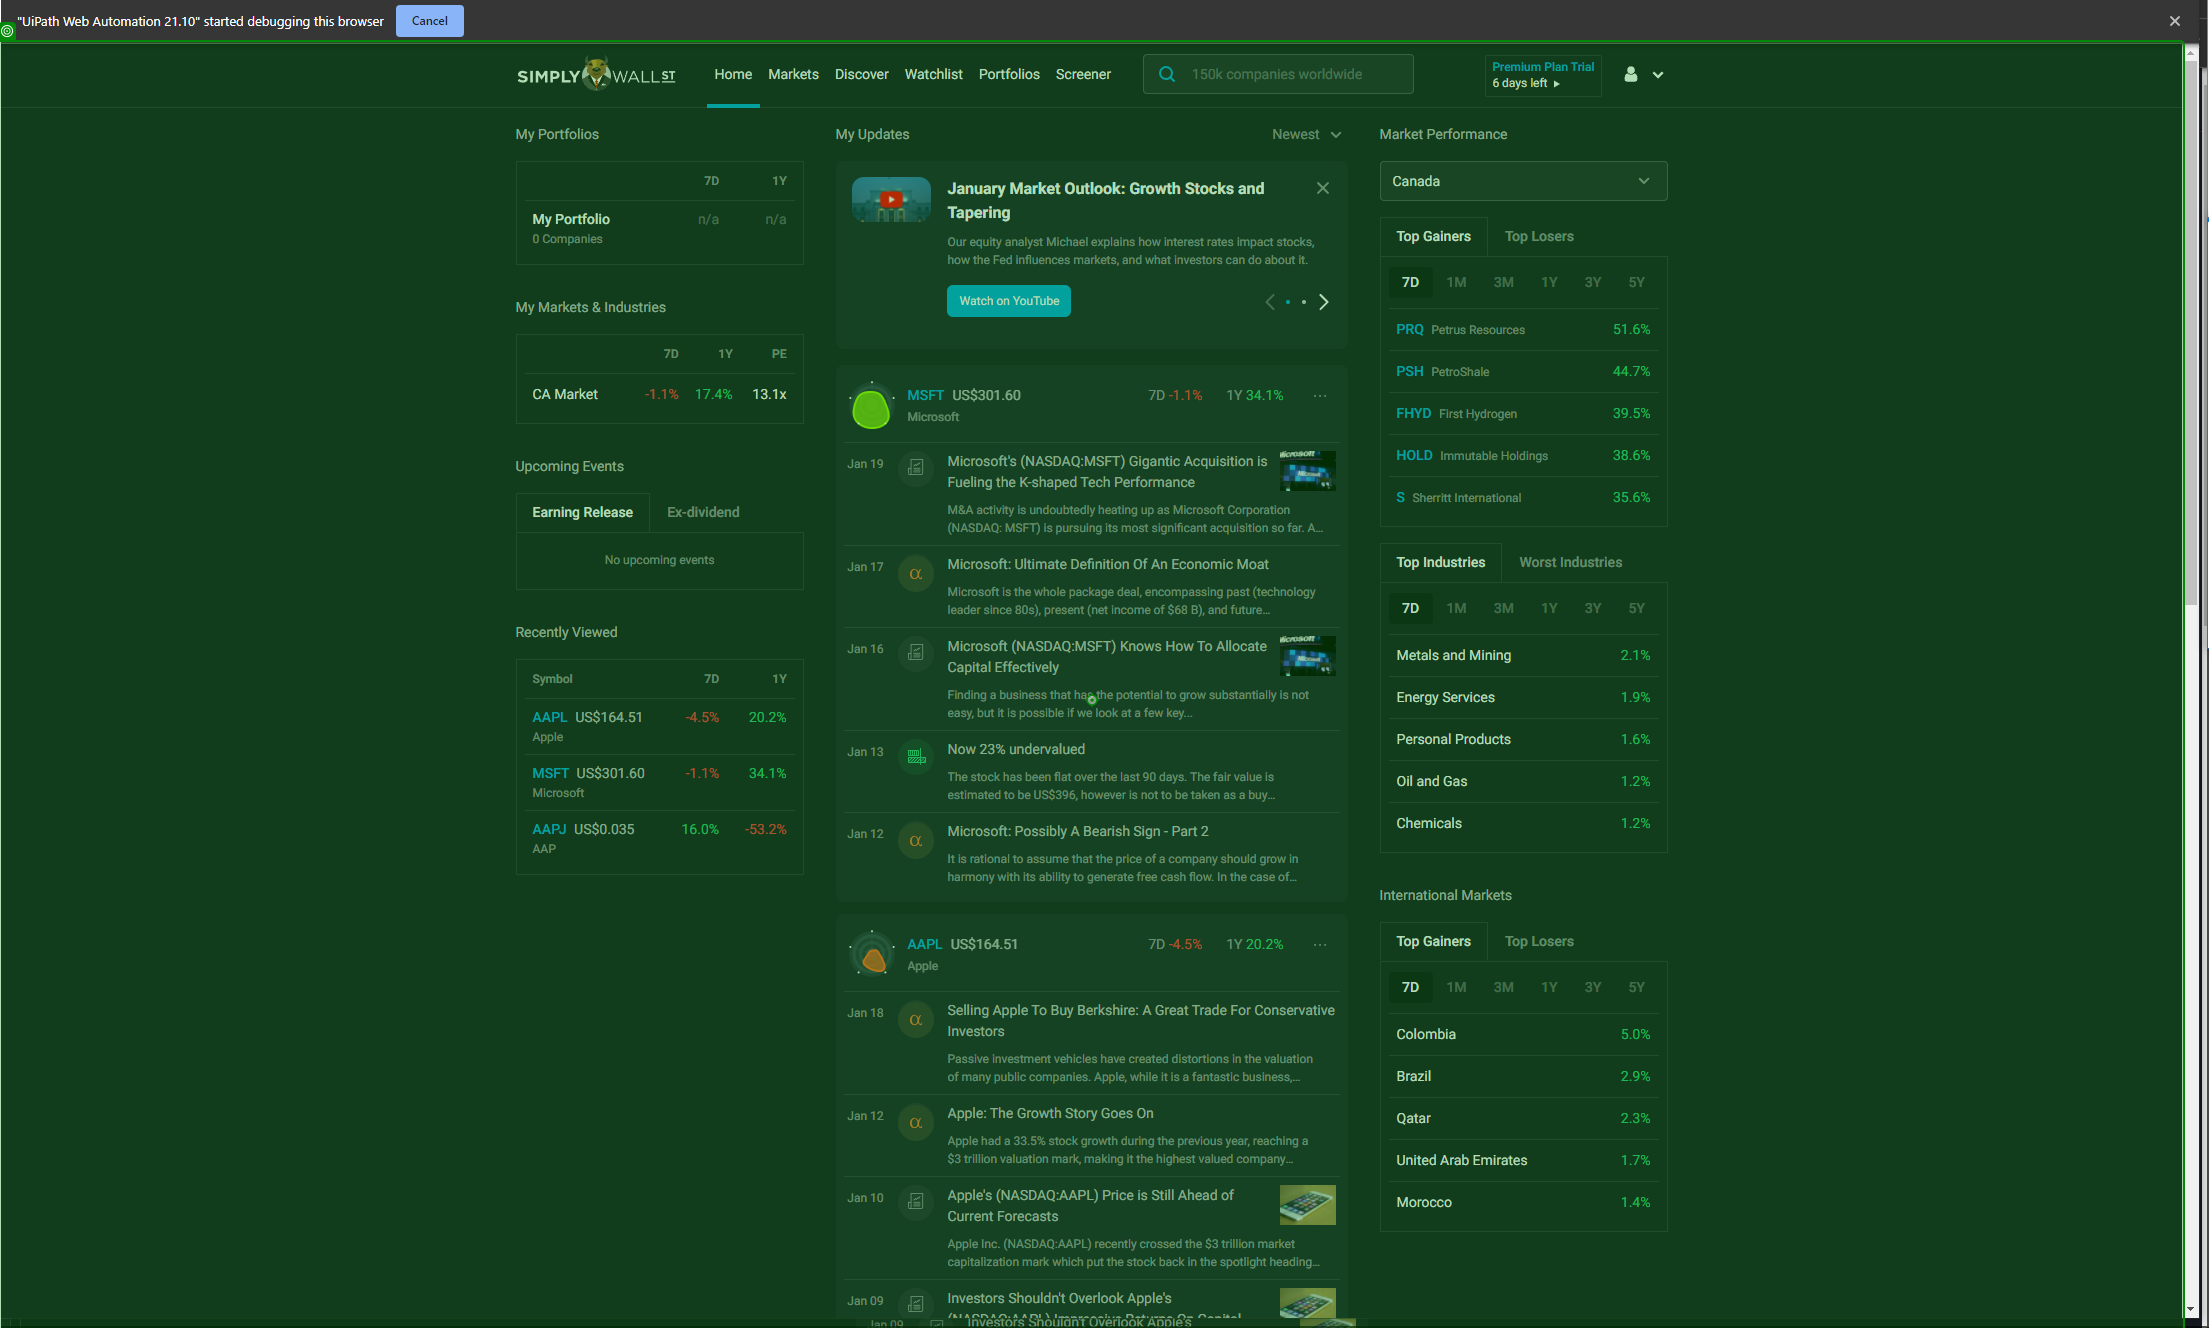 "UiPath Web Automation 21.10" started debugging this browser
Cancel
SIMPLY WALL ST
Home
Markets
Discover
Watchlist
Portfolios
Screener
150k companies worldwide
Premium Plan Trial
6 days left
My Portfolios
7D 1Y
My Portfolio n/a n/a
0 Companies
My Markets & Industries
7D 1Y PE
CA Market -1.1% 17.4% 13.1x
Upcoming Events
Earning Release Ex-dividend
No upcoming events
Recently Viewed
Symbol 7D 1Y
AAPL US$164.51 -4.5% 20.2%
Apple
MSFT US$301.60 -1.1% 34.1%
Microsoft
AAPJ US$0.035 16.0% -53.2%
AAP
My Updates Newest
January Market Outlook: Growth Stocks and
Tapering
Our equity analyst Michael explains how interest rates impact stocks,
how the Fed influences markets, and what investors can do about it.
Watch on YouTube
MSFT US$301.60 7D -1.1% 1Y 34.1% ...
Microsoft
Jan 19 Microsoft's (NASDAQ:MSFT) Gigantic Acquisition is
Fueling the K-shaped Tech Performance
M&A activity is undoubtedly heating up as Microsoft Corporation
(NASDAQ: MSFT) is pursuing its most significant acquisition so far. A...
Jan 17 α Microsoft: Ultimate Definition Of An Economic Moat
Microsoft is the whole package deal, encompassing past (technology
leader since 80s), present (net income of $68 B), and future...
Jan 16 Microsoft (NASDAQ:MSFT) Knows How To Allocate
Capital Effectively
Finding a business that has the potential to grow substantially is not
easy, but it is possible if we look at a few key...
Jan 13 Now 23% undervalued
The stock has been flat over the last 90 days. The fair value is
estimated to be US$396, however is not to be taken as a buy...
Jan 12 α Microsoft: Possibly A Bearish Sign - Part 2
It is rational to assume that the price of a company should grow in
harmony with its ability to generate free cash flow. In the case of...
AAPL US$164.51 7D -4.5% 1Y 20.2% ...
Apple
Jan 18 α Selling Apple To Buy Berkshire: A Great Trade For Conservative
Investors
Passive investment vehicles have created distortions in the valuation
of many public companies. Apple, while it is a fantastic business,...
Jan 12 α Apple: The Growth Story Goes On
Apple had a 33.5% stock growth during the previous year, reaching a
$3 trillion valuation mark, making it the highest valued company...
Jan 10 Apple's (NASDAQ:AAPL) Price is Still Ahead of
Current Forecasts
Apple Inc. (NASDAQ:AAPL) recently crossed the $3 trillion market
capitalization mark which put the stock back in the spotlight heading...
Jan 09 Investors Shouldn't Overlook Apple's
(NASDAQ:AAPL) Impressive Returns On Capital
Jan 09 Investors Shouldn't Overlook Apple's
Market Performance
Canada
Top Gainers Top Losers
7D 1M 3M 1Y 3Y 5Y
PRQ Petrus Resources 51.6%
PSH PetroShale 44.7%
FHYD First Hydrogen 39.5%
HOLD Immutable Holdings 38.6%
S Sherritt International 35.6%
Top Industries Worst Industries
7D 1M 3M 1Y 3Y 5Y
Metals and Mining 2.1%
Energy Services 1.9%
Personal Products 1.6%
Oil and Gas 1.2%
Chemicals 1.2%
International Markets
Top Gainers Top Losers
7D 1M 3M 1Y 3Y 5Y
Colombia 5.0%
Brazil 2.9%
Qatar 2.3%
United Arab Emirates 1.7%
Morocco 1.4%